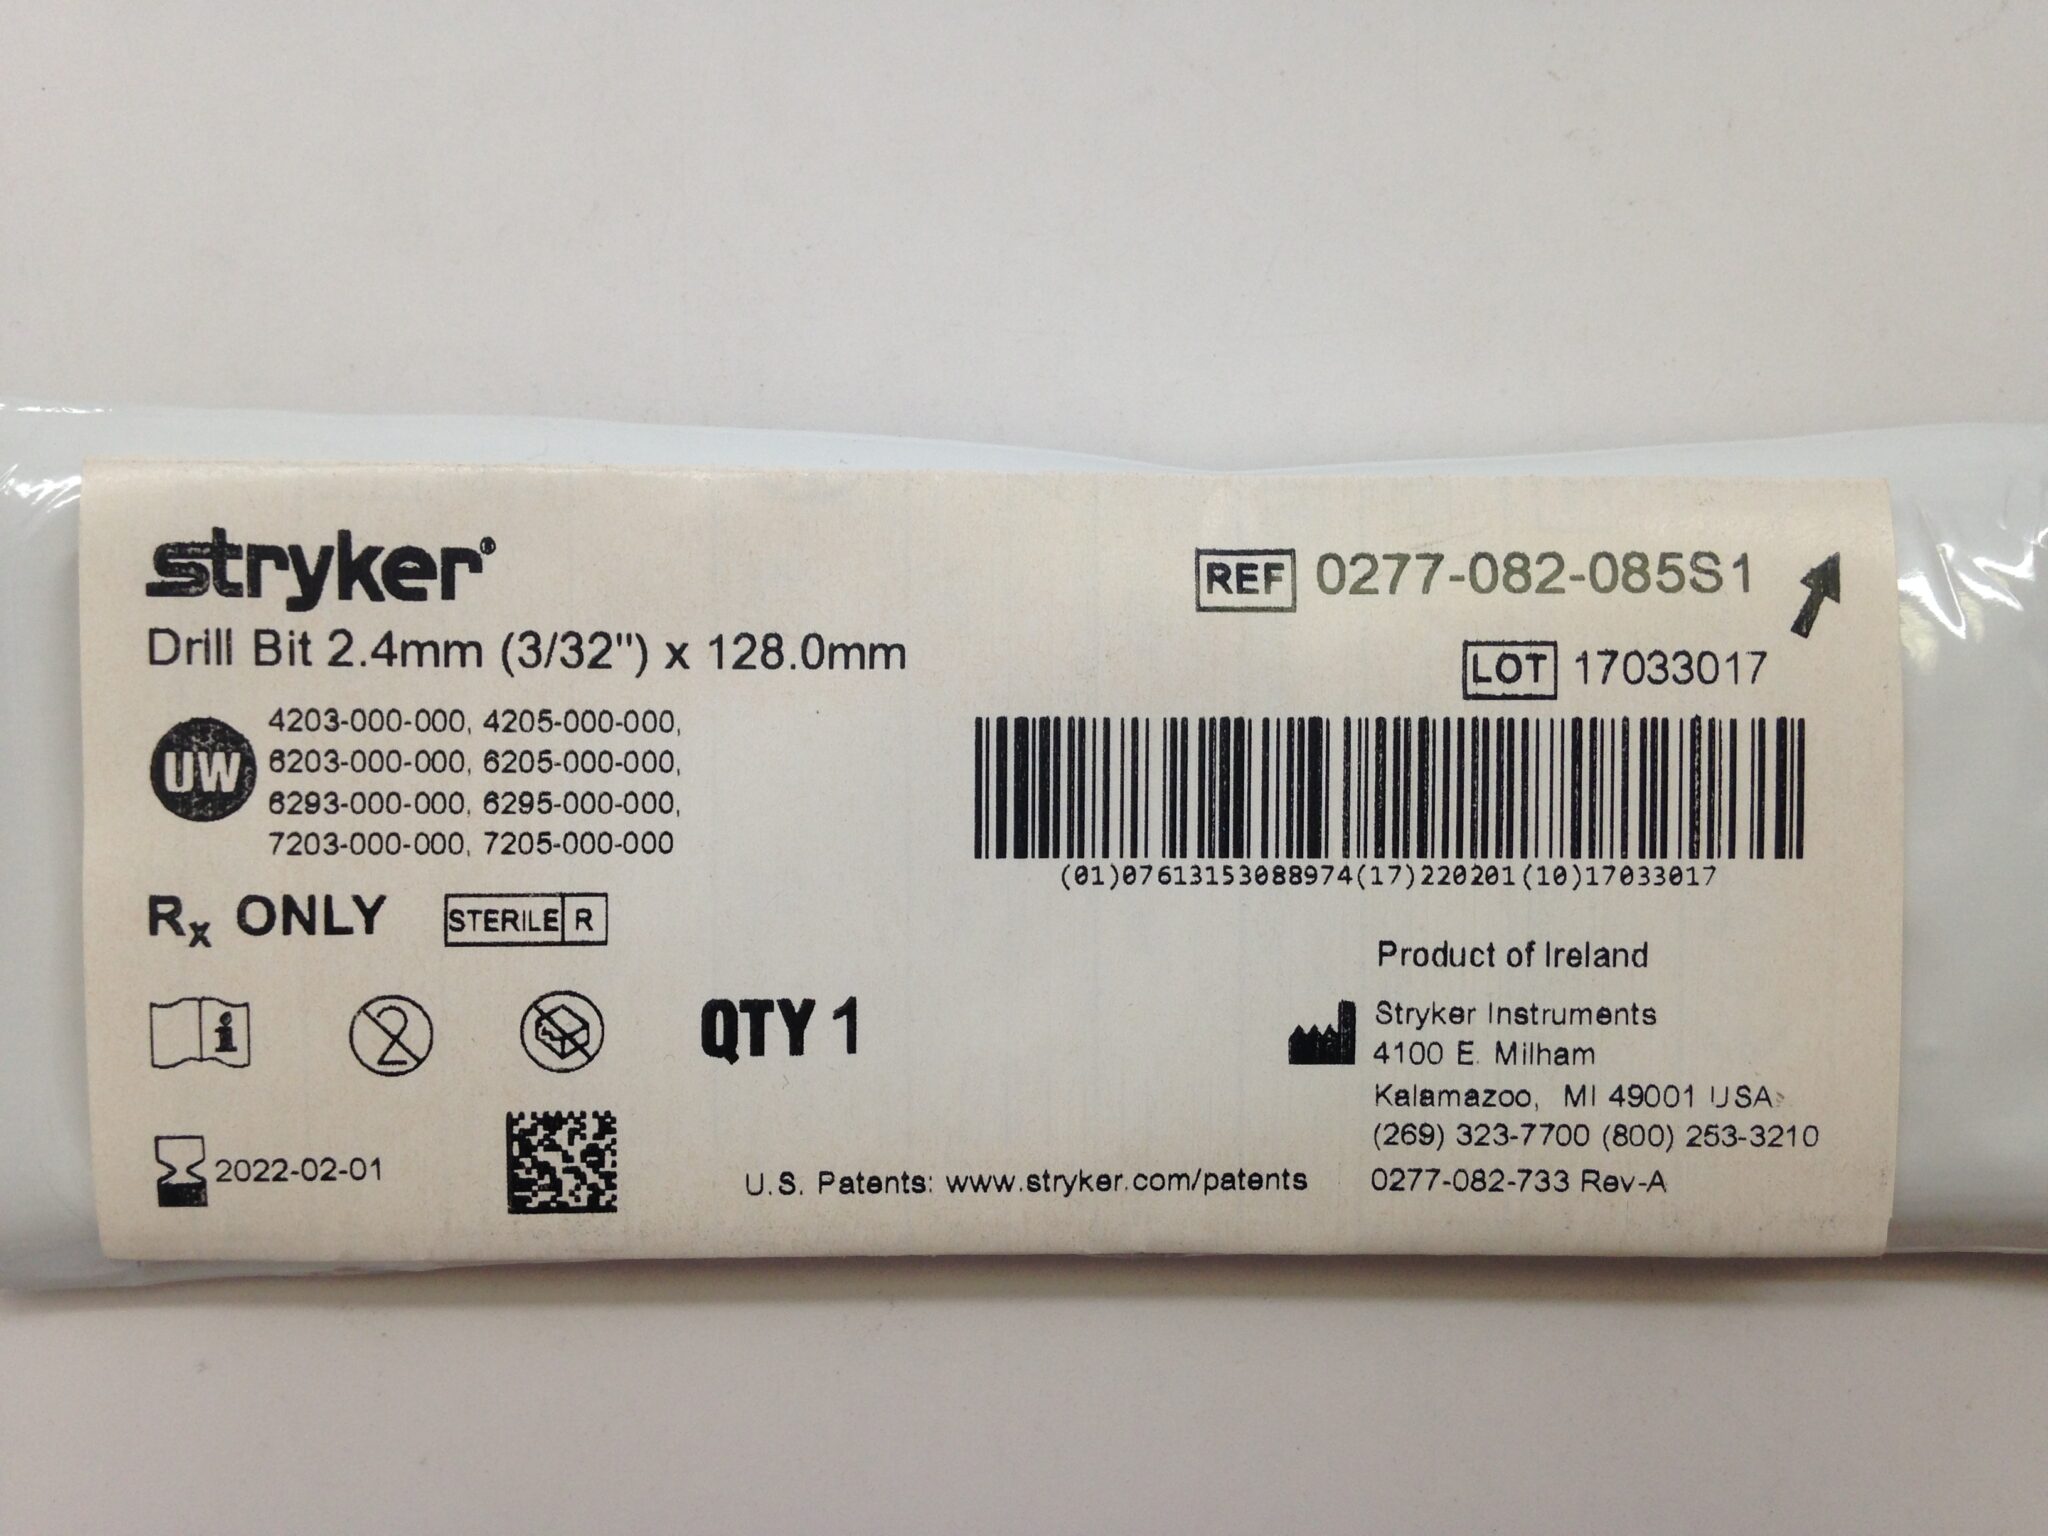 stryker®
Drill Bit 2.4mm (3/32") x 128.0mm
REF 0277-082-085S1
LOT 17033017
UW
4203-000-000, 4205-000-000,
6203-000-000, 6205-000-000,
6293-000-000, 6295-000-000,
7203-000-000, 7205-000-000
(01)07613153088974(17)220201(10)17033017
Rx ONLY
STERILE R
i
2
QTY 1
2022-02-01
Product of Ireland
Stryker Instruments
4100 E. Milham
Kalamazoo, MI 49001 USA
(269) 323-7700 (800) 253-3210
U.S. Patents: www.stryker.com/patents
0277-082-733 Rev-A